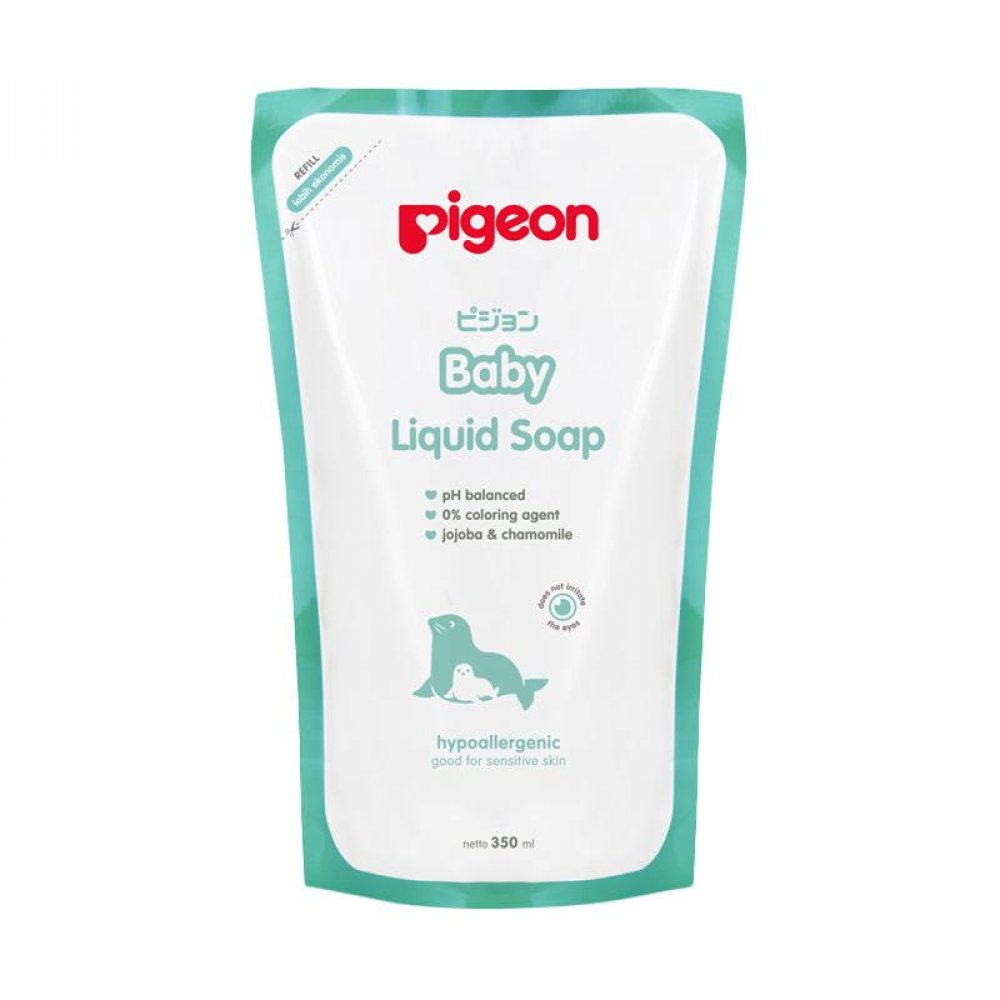 REFILL
lebih ekonomis
pigeon
ピジョン
Baby
Liquid Soap
pH balanced
0% coloring agent
jojoba & chamomile
does not irritate
the eyes
hypoallergenic
good for sensitive skin
netto 350 ml